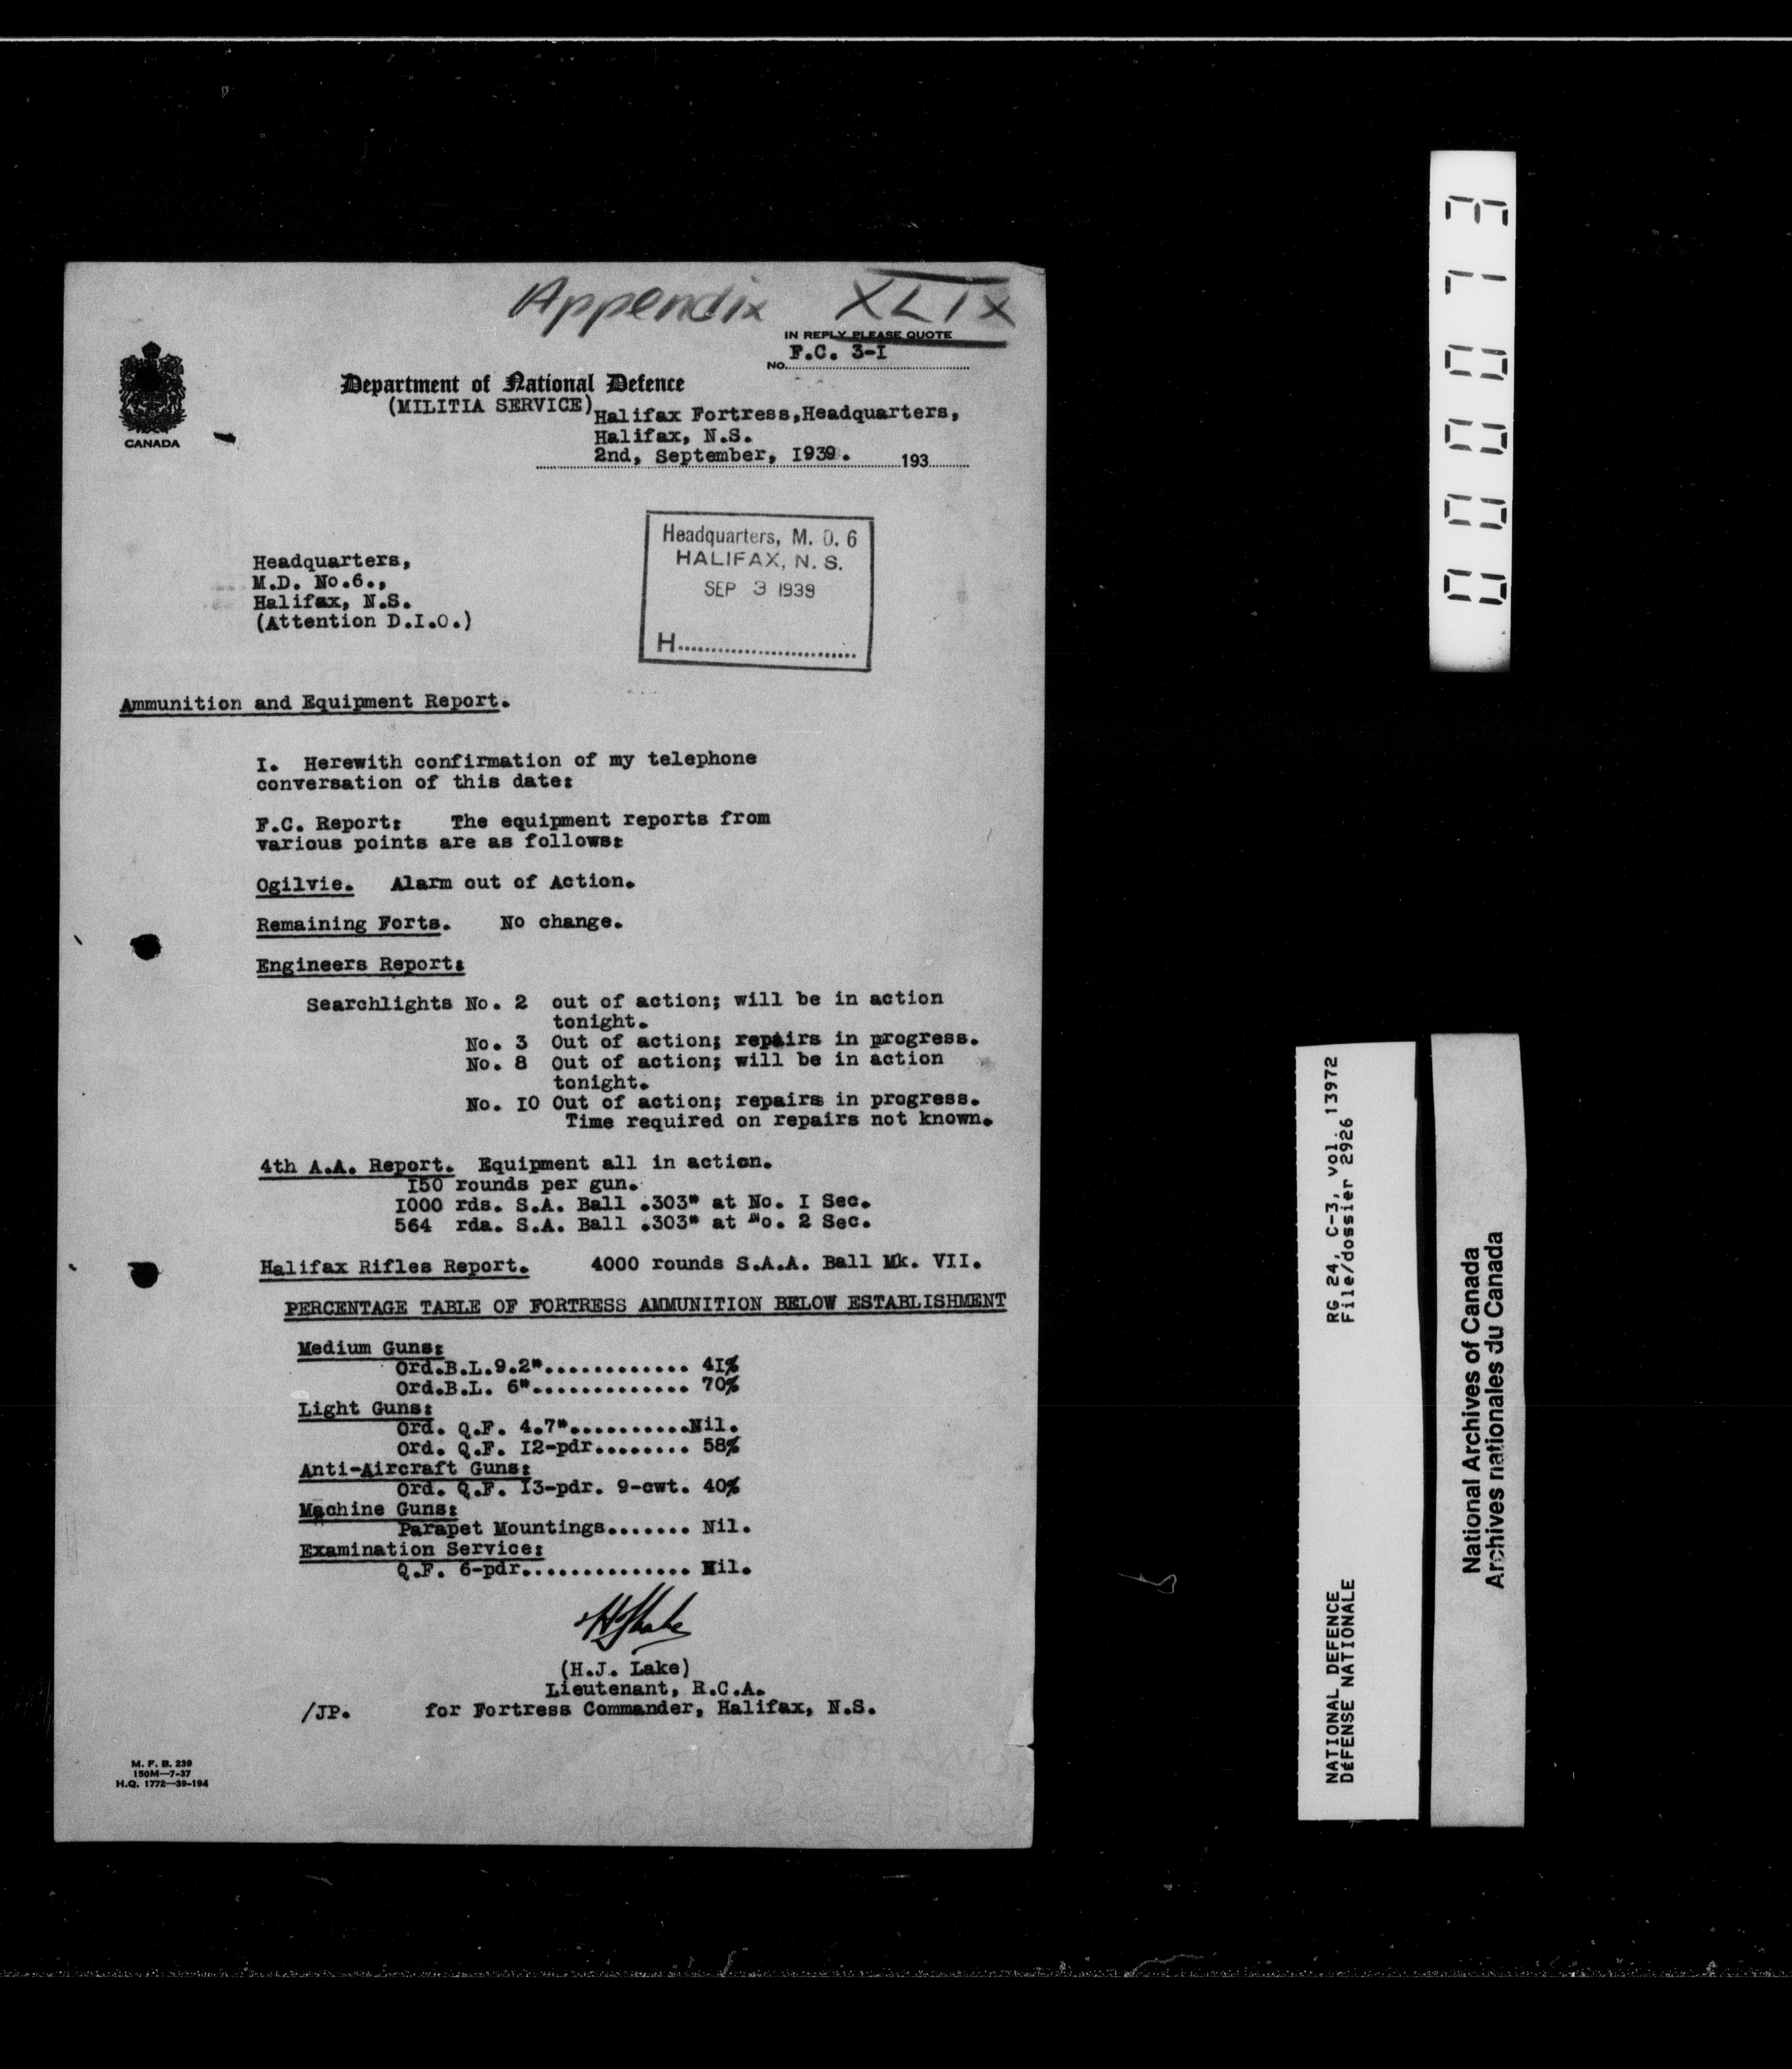 Appendix XLIX
IN REPLY PLEASE QUOTE
No. F.C. 3-I
CANADA
Department of National Defence
(MILITIA SERVICE)
Halifax Fortress,Headquarters,
Halifax, N.S.
2nd, September, I939. 193
Headquarters, M. D. 6
HALIFAX, N. S.
SEP 3 1939
H
Headquarters,
M.D. No.6.,
Halifax, N.S.
(Attention D.I.O.)
Ammunition and Equipment Report.
I. Herewith confirmation of my telephone
conversation of this date:
F.C. Report: The equipment reports from
various points are as follows:
Ogilvie. Alarm out of Action.
Remaining Forts. No change.
Engineers Report:
Searchlights No. 2 out of action; will be in action
tonight.
No. 3 Out of action; repairs in progress.
No. 8 Out of action; will be in action
tonight.
No. IO Out of action; repairs in progress.
Time required on repairs not known.
4th A.A. Report. Equipment all in action.
I50 rounds per gun.
I000 rds. S.A. Ball .303" at No. I Sec.
564 rda. S.A. Ball .303" at No. 2 Sec.
Halifax Rifles Report. 4000 rounds S.A.A. Ball Mk. VII.
PERCENTAGE TABLE OF FORTRESS AMMUNITION BELOW ESTABLISHMENT
Medium Guns:
Ord.B.L.9.2"............ 4I%
Ord.B.L. 6"............. 70%
Light Guns:
Ord. Q.F. 4.7"..........Nil.
Ord. Q.F. I2-pdr........ 58%
Anti-Aircraft Guns:
Ord. Q.F. I3-pdr. 9-cwt. 40%
Machine Guns:
Parapet Mountings....... Nil.
Examination Service:
Q.F. 6-pdr.............. Nil.
HJLake
(H.J. Lake)
Lieutenant, R.C.A.
/JP. for Fortress Commander, Halifax, N.S.
M. F. B. 239
150M—7-37
H.Q. 1772—39-194
000073
RG 24, C-3, vol. 13972
File/dossier 2926
NATIONAL DEFENCE
DÉFENSE NATIONALE
National Archives of Canada
Archives nationales du Canada